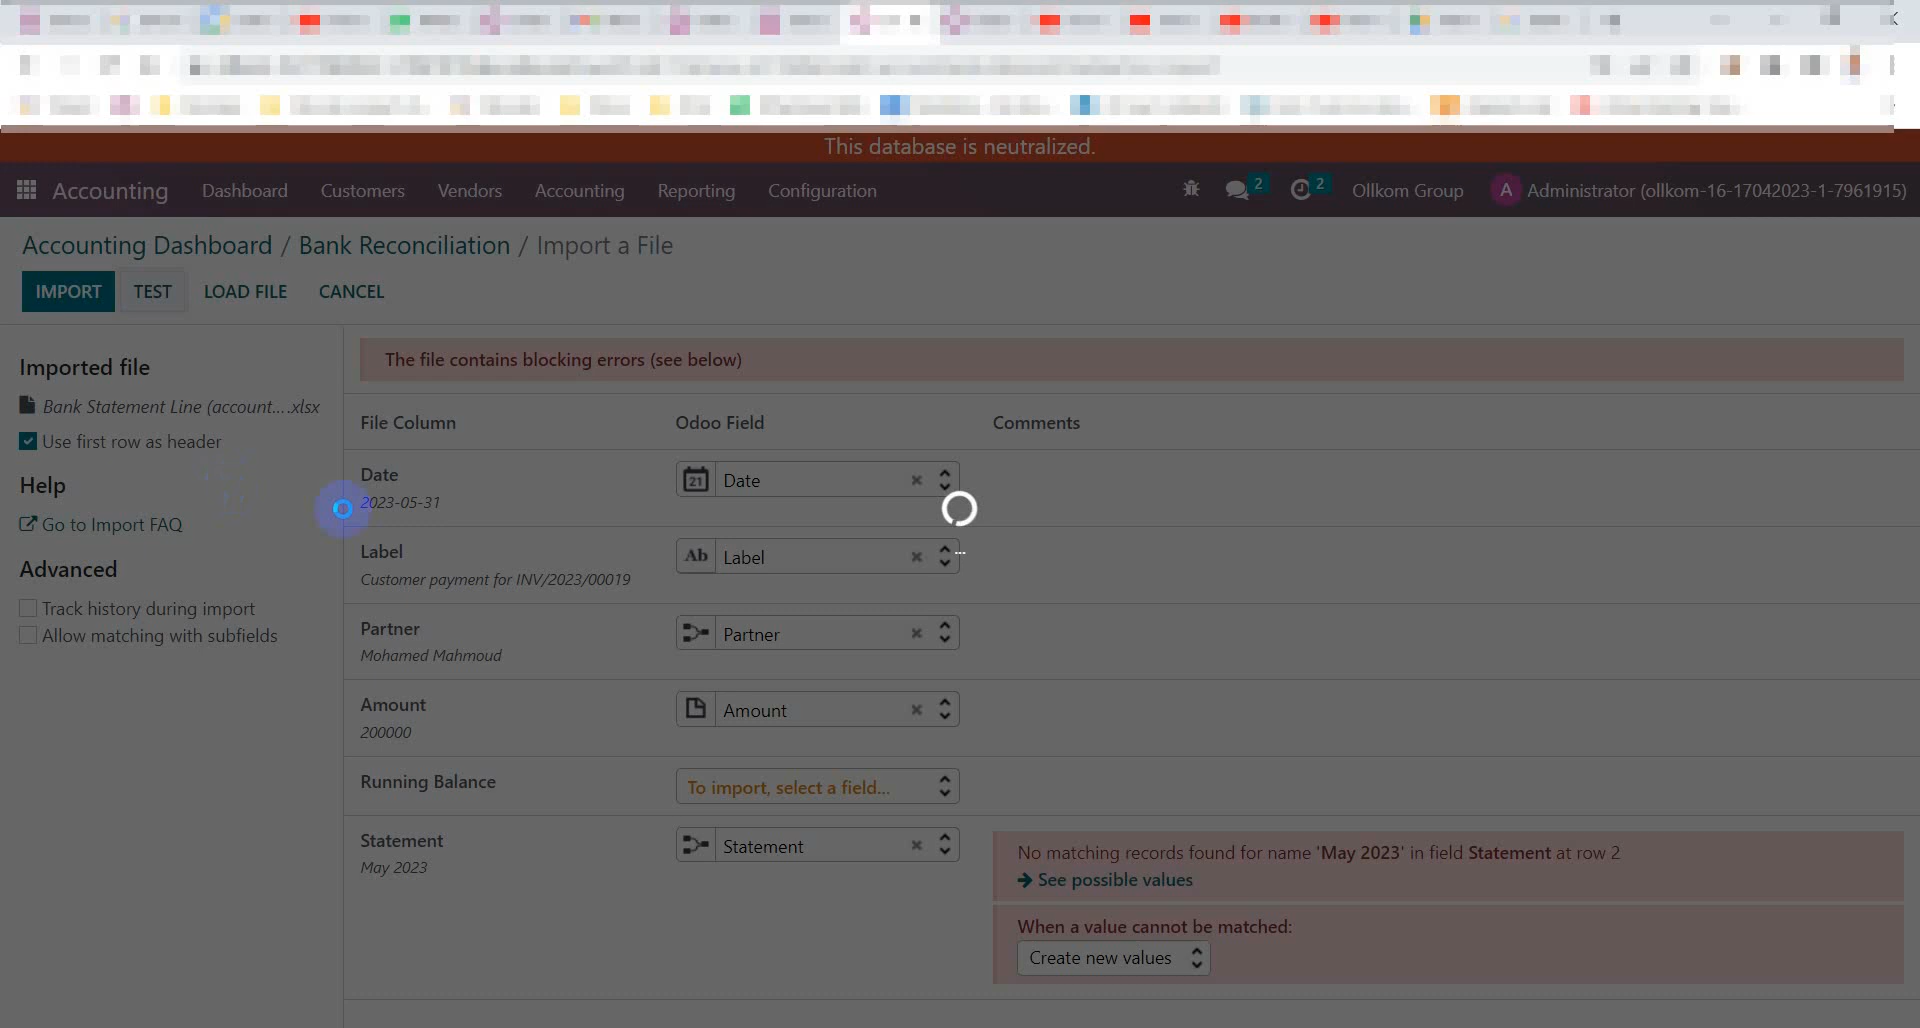 This database is neutralized.
Accounting Dashboard Customers Vendors Accounting Reporting Configuration 2 2 Ollkom Group A Administrator (ollkom-16-17042023-1-7961915)
Accounting Dashboard / Bank Reconciliation / Import a File
IMPORT TEST LOAD FILE CANCEL
Imported file
Bank Statement Line (account....xlsx
Use first row as header
Help
Go to Import FAQ
Advanced
Track history during import
Allow matching with subfields
The file contains blocking errors (see below)
File Column Odoo Field Comments
Date
2023-05-31
21 Date
Label
Customer payment for INV/2023/00019
Ab Label
...
Partner
Mohamed Mahmoud
Partner
Amount
200000
Amount
Running Balance
To import, select a field...
Statement
May 2023
Statement
No matching records found for name 'May 2023' in field Statement at row 2
See possible values
When a value cannot be matched:
Create new values